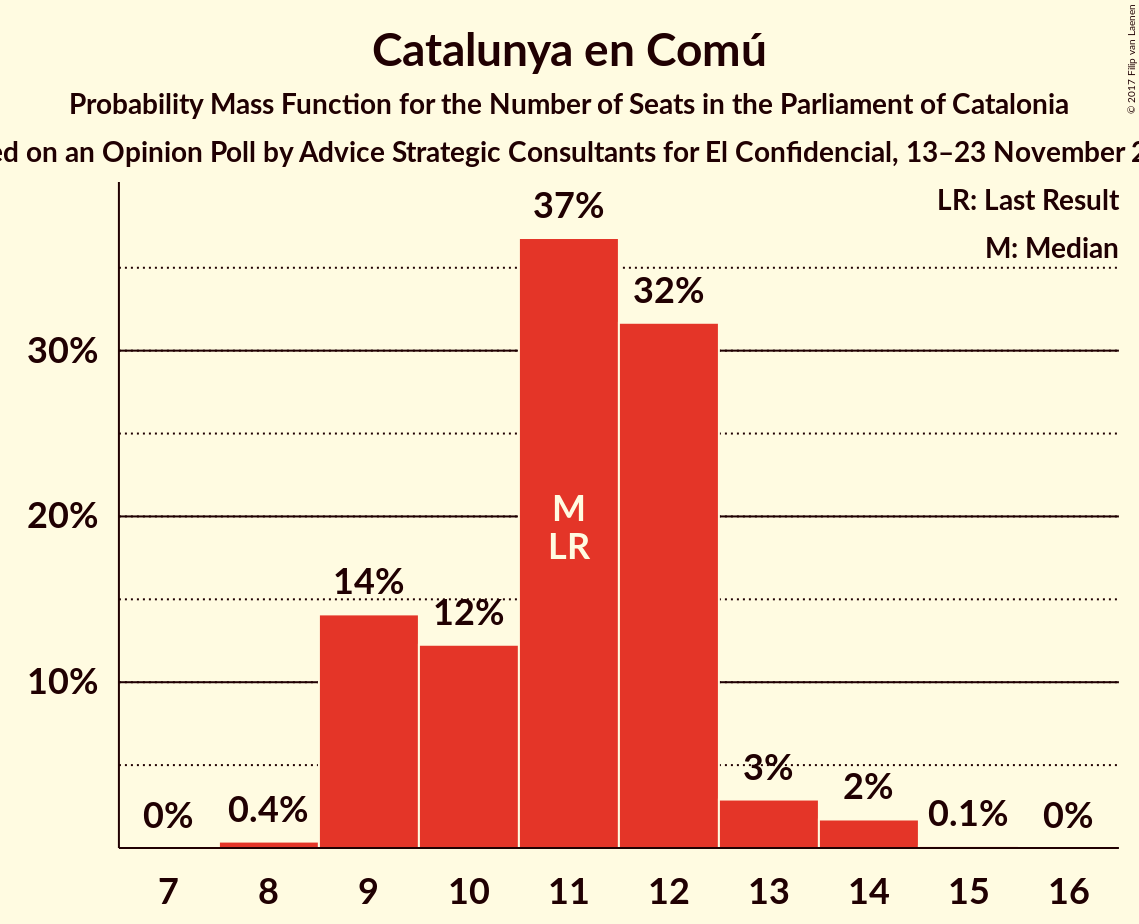 Catalunya en Comú
Probability Mass Function for the Number of Seats in the Parliament of Catalonia
on an Opinion Poll by Advice Strategic Consultants for El Confidencial, 13–23 November
© 2017 Filip van Laenen
LR: Last Result
M: Median
37%
32%
30%
20%
M
LR
14%
12%
10%
3%
2%
0%
0.4%
0.1%
0%
7 8 9 10 11 12 13 14 15 16